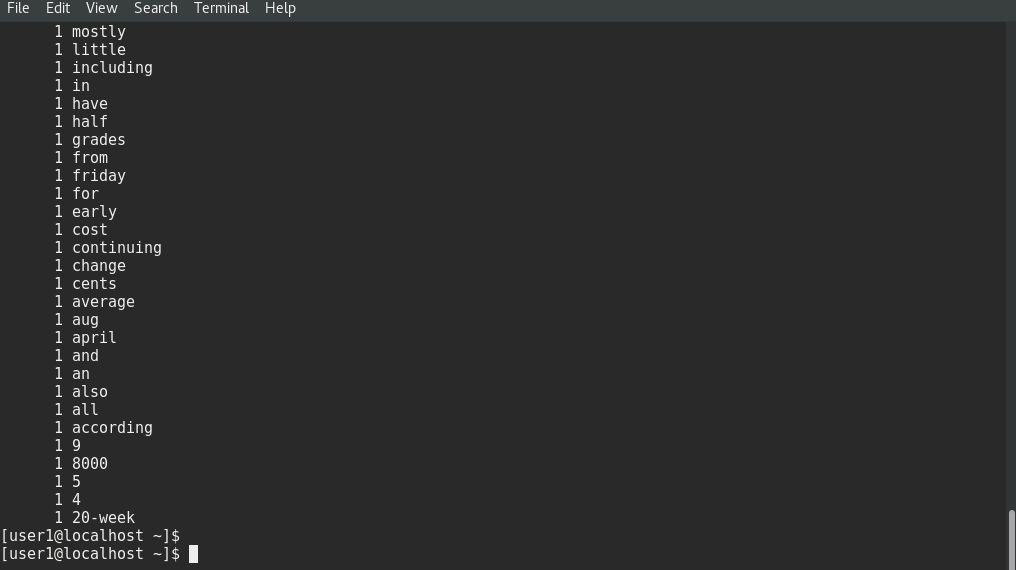 File Edit View Search Terminal Help
1 mostly
1 little
1 including
1 in
1 have
1 half
1 grades
1 from
1 friday
1 for
1 early
1 cost
1 continuing
1 change
1 cents
1 average
1 aug
1 april
1 and
1 an
1 also
1 all
1 according
1 9
1 8000
1 5
1 4
1 20-week
[user1@localhost ~]$
[user1@localhost ~]$